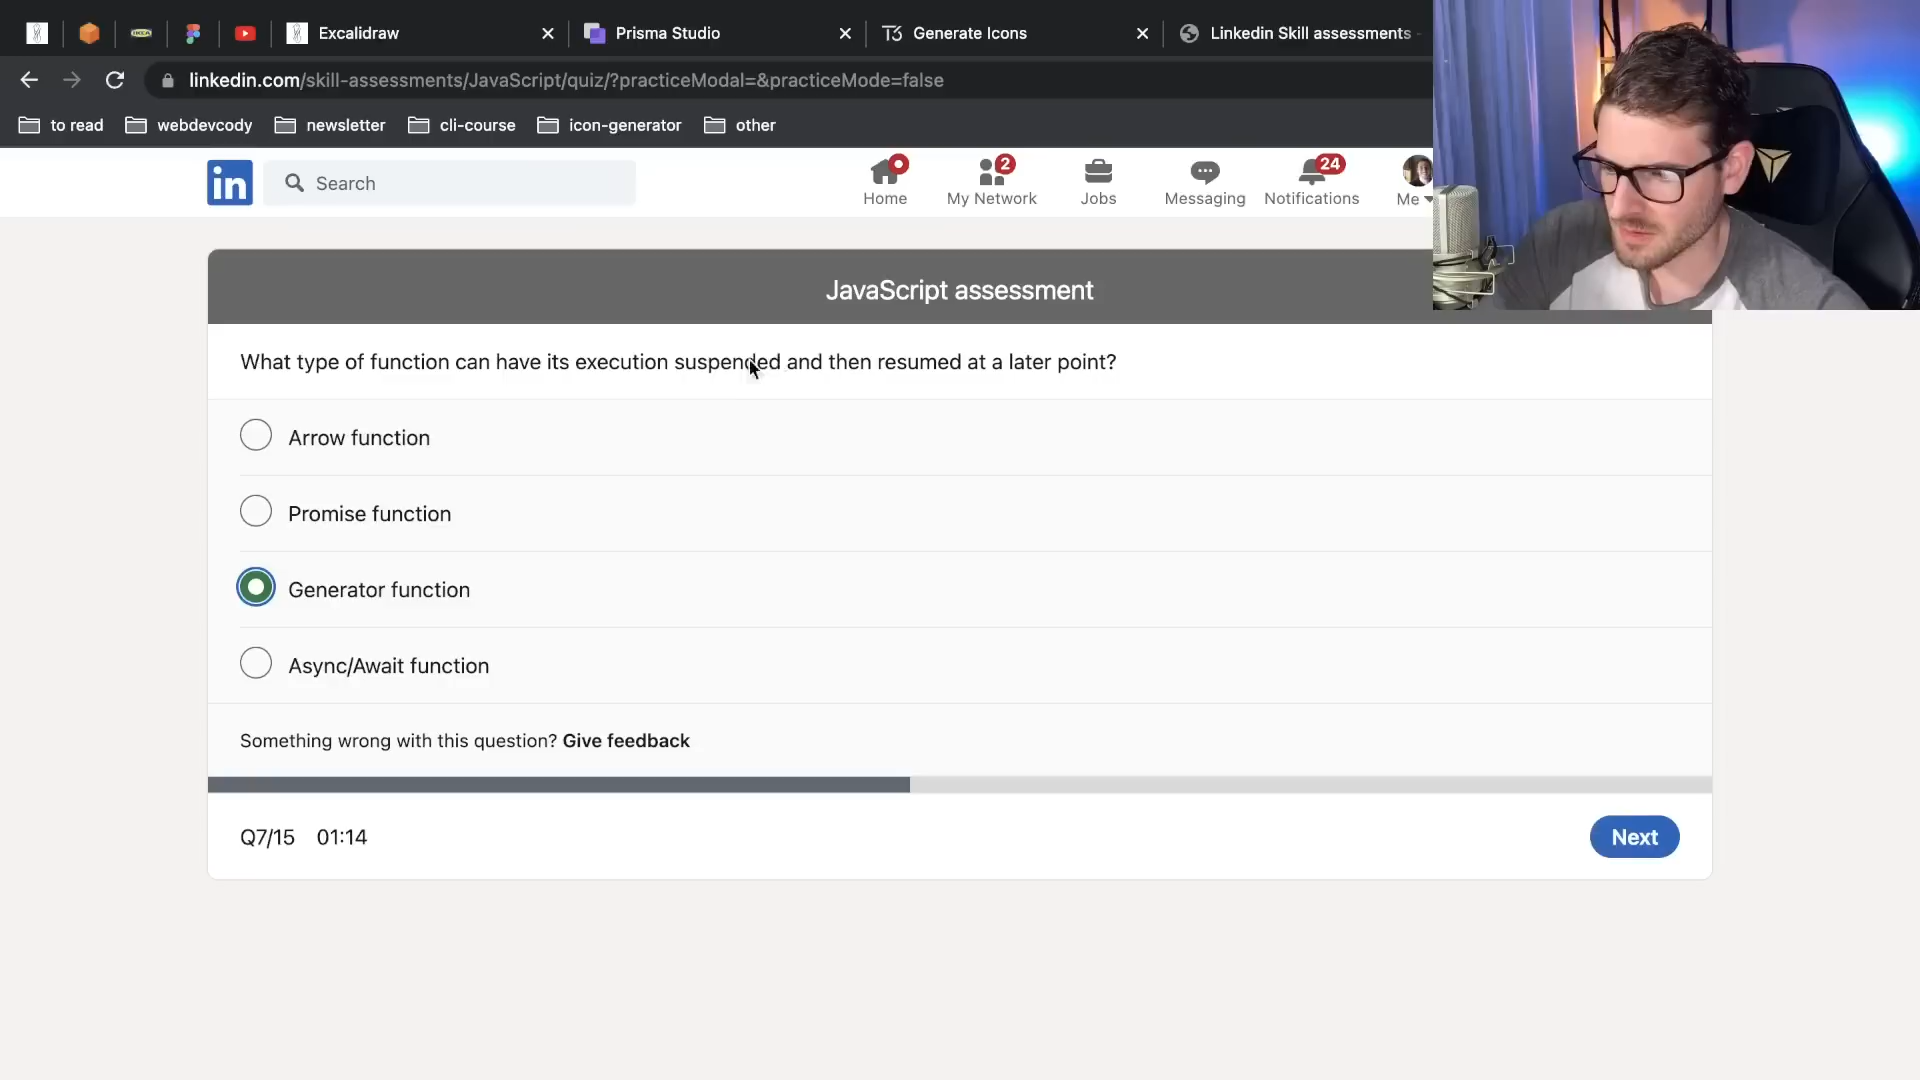 Excalidraw
Prisma Studio
Generate Icons
Linkedin Skill assessments -
linkedin.com/skill-assessments/JavaScript/quiz/?practiceModal=&practiceMode=false
to read
webdevcody
newsletter
cli-course
icon-generator
other
in
Search
Home
2
My Network
Jobs
Messaging
24
Notifications
Me
JavaScript assessment
What type of function can have its execution suspended and then resumed at a later point?
Arrow function
Promise function
Generator function
Async/Await function
Something wrong with this question? Give feedback
Q7/15 01:14
Next